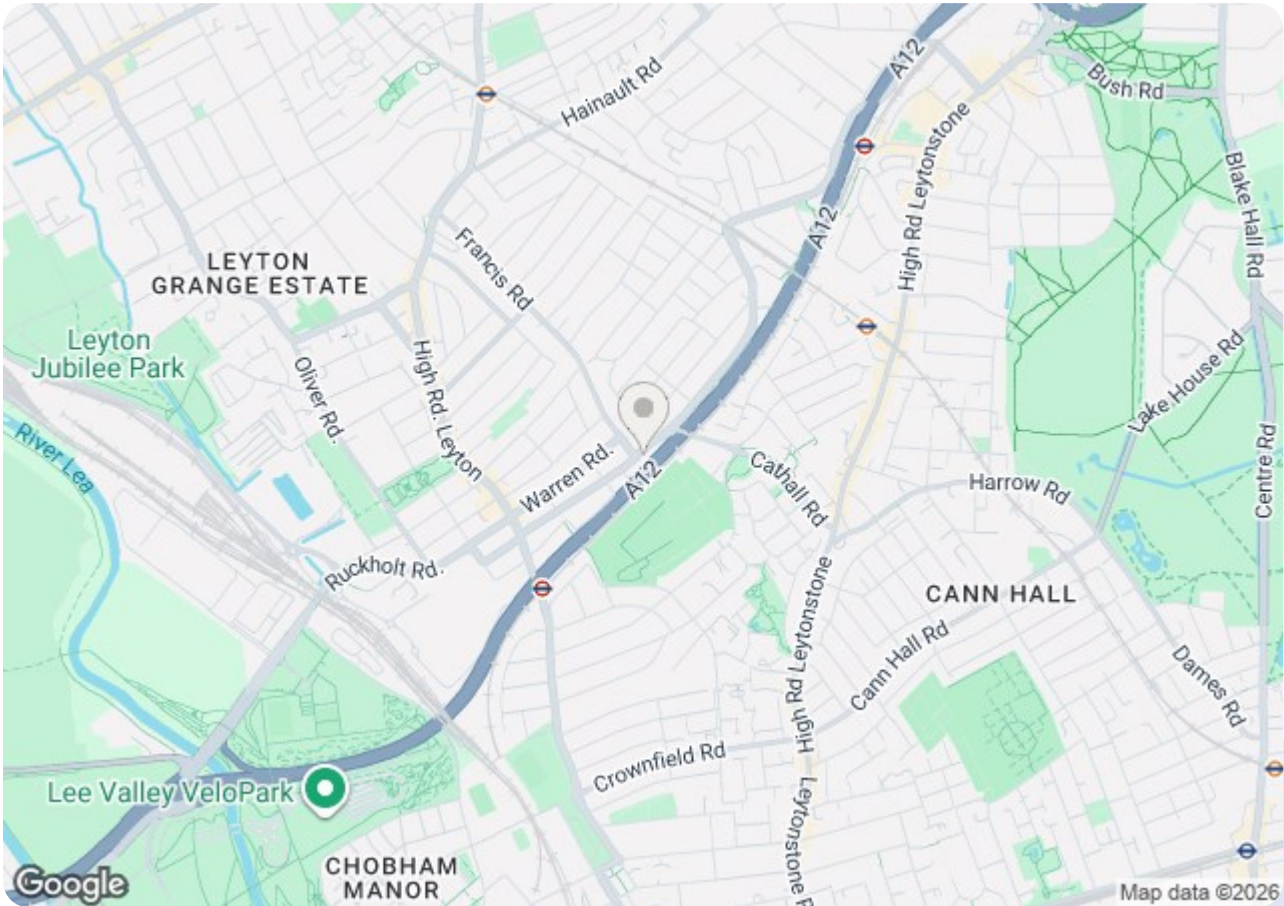 A12
Hainault Rd
Bush Rd
High Rd Leytonstone
Blake Hall Rd
A12
Francis Rd
LEYTON
GRANGE ESTATE
Leyton
Jubilee Park
Oliver Rd.
High Rd. Leyton
Lake House Rd
River Lea
Warren Rd.
A12
Cathall Rd
Harrow Rd
Centre Rd
Ruckholt Rd.
High Rd Leytonstone
CANN HALL
Cann Hall Rd
Dames Rd
Crownfield Rd
Lee Valley VeloPark
Leytonstone R
CHOBHAM
MANOR
Google
Map data ©2026